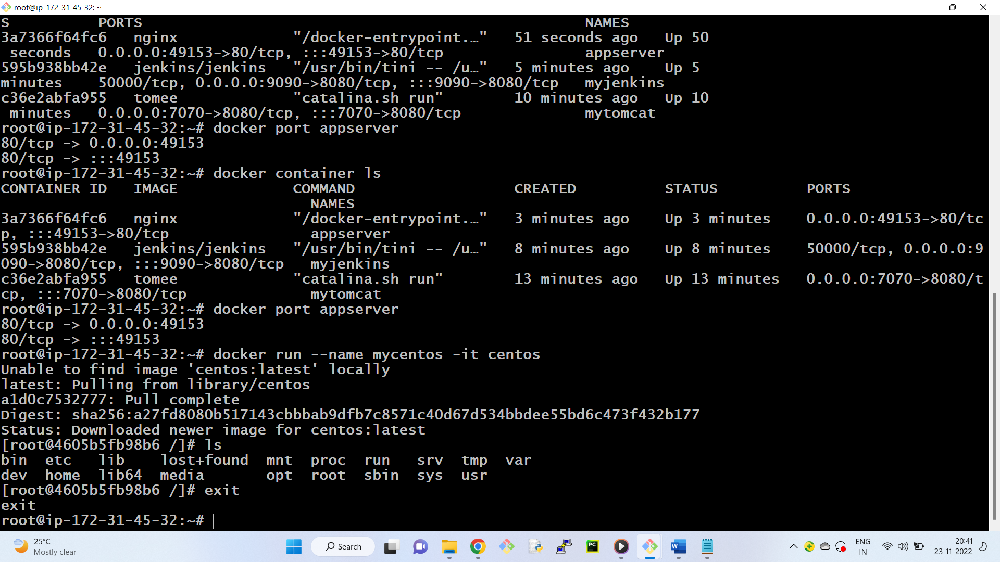 root@ip-172-31-45-32: ~
S          PORTS                                                  NAMES
3a7366f64fc6   nginx             "/docker-entrypoint.…"   51 seconds ago   Up 50
 seconds   0.0.0.0:49153->80/tcp, :::49153->80/tcp                appserver
595b938bb42e   jenkins/jenkins   "/usr/bin/tini -- /u…"   5 minutes ago    Up 5
minutes    50000/tcp, 0.0.0.0:9090->8080/tcp, :::9090->8080/tcp   myjenkins
c36e2abfa955   tomee             "catalina.sh run"        10 minutes ago   Up 10
 minutes   0.0.0.0:7070->8080/tcp, :::7070->8080/tcp              mytomcat
root@ip-172-31-45-32:~# docker port appserver
80/tcp -> 0.0.0.0:49153
80/tcp -> :::49153
root@ip-172-31-45-32:~# docker container ls
CONTAINER ID   IMAGE             COMMAND                  CREATED          STATUS          PORTS
                                   NAMES
3a7366f64fc6   nginx             "/docker-entrypoint.…"   3 minutes ago    Up 3 minutes    0.0.0.0:49153->80/tc
p, :::49153->80/tcp                appserver
595b938bb42e   jenkins/jenkins   "/usr/bin/tini -- /u…"   8 minutes ago    Up 8 minutes    50000/tcp, 0.0.0.0:9
090->8080/tcp, :::9090->8080/tcp   myjenkins
c36e2abfa955   tomee             "catalina.sh run"        13 minutes ago   Up 13 minutes   0.0.0.0:7070->8080/t
cp, :::7070->8080/tcp              mytomcat
root@ip-172-31-45-32:~# docker port appserver
80/tcp -> 0.0.0.0:49153
80/tcp -> :::49153
root@ip-172-31-45-32:~# docker run --name mycentos -it centos
Unable to find image 'centos:latest' locally
latest: Pulling from library/centos
a1d0c7532777: Pull complete
Digest: sha256:a27fd8080b517143cbbbab9dfb7c8571c40d67d534bbdee55bd6c473f432b177
Status: Downloaded newer image for centos:latest
[root@4605b5fb98b6 /]# ls
bin  etc   lib    lost+found  mnt  proc  run   srv  tmp  var
dev  home  lib64  media       opt  root  sbin  sys  usr
[root@4605b5fb98b6 /]# exit
exit
root@ip-172-31-45-32:~#
25°C
Mostly clear
Search
PC
W
ENG
IN
20:41
23-11-2022